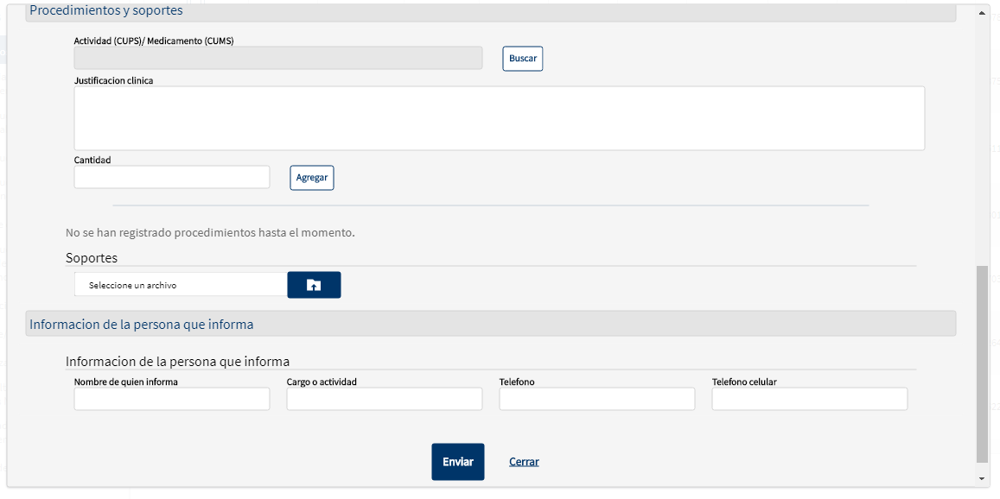 Procedimientos y soportes
Actividad (CUPS)/ Medicamento (CUMS)
Buscar
Justificacion clinica
Cantidad
Agregar
No se han registrado procedimientos hasta el momento.
Soportes
Seleccione un archivo
Informacion de la persona que informa
Informacion de la persona que informa
Nombre de quien informa
Cargo o actividad
Telefono
Telefono celular
Enviar
Cerrar